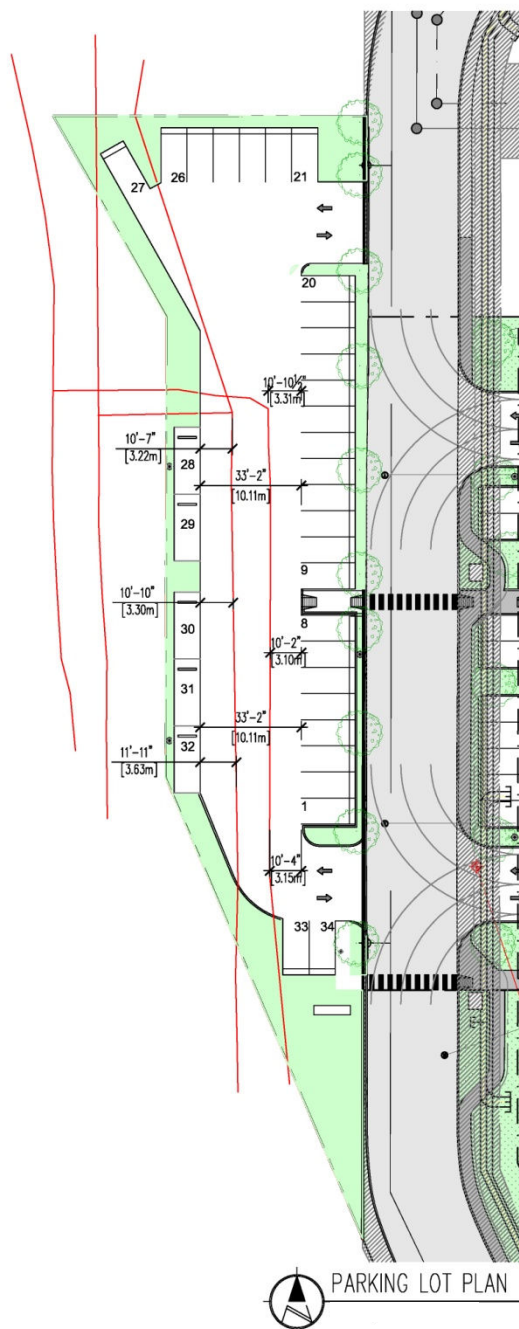 27
26
21
20
10'-10½"
[3.31m]
10'-7"
[3.22m]
28
33'-2"
[10.11m]
29
9
10'-10"
[3.30m]
8
30
10'-2"
[3.10m]
31
33'-2"
[10.11m]
32
11'-11"
[3.63m]
1
10'-4"
[3.15m]
33 34
PARKING LOT PLAN